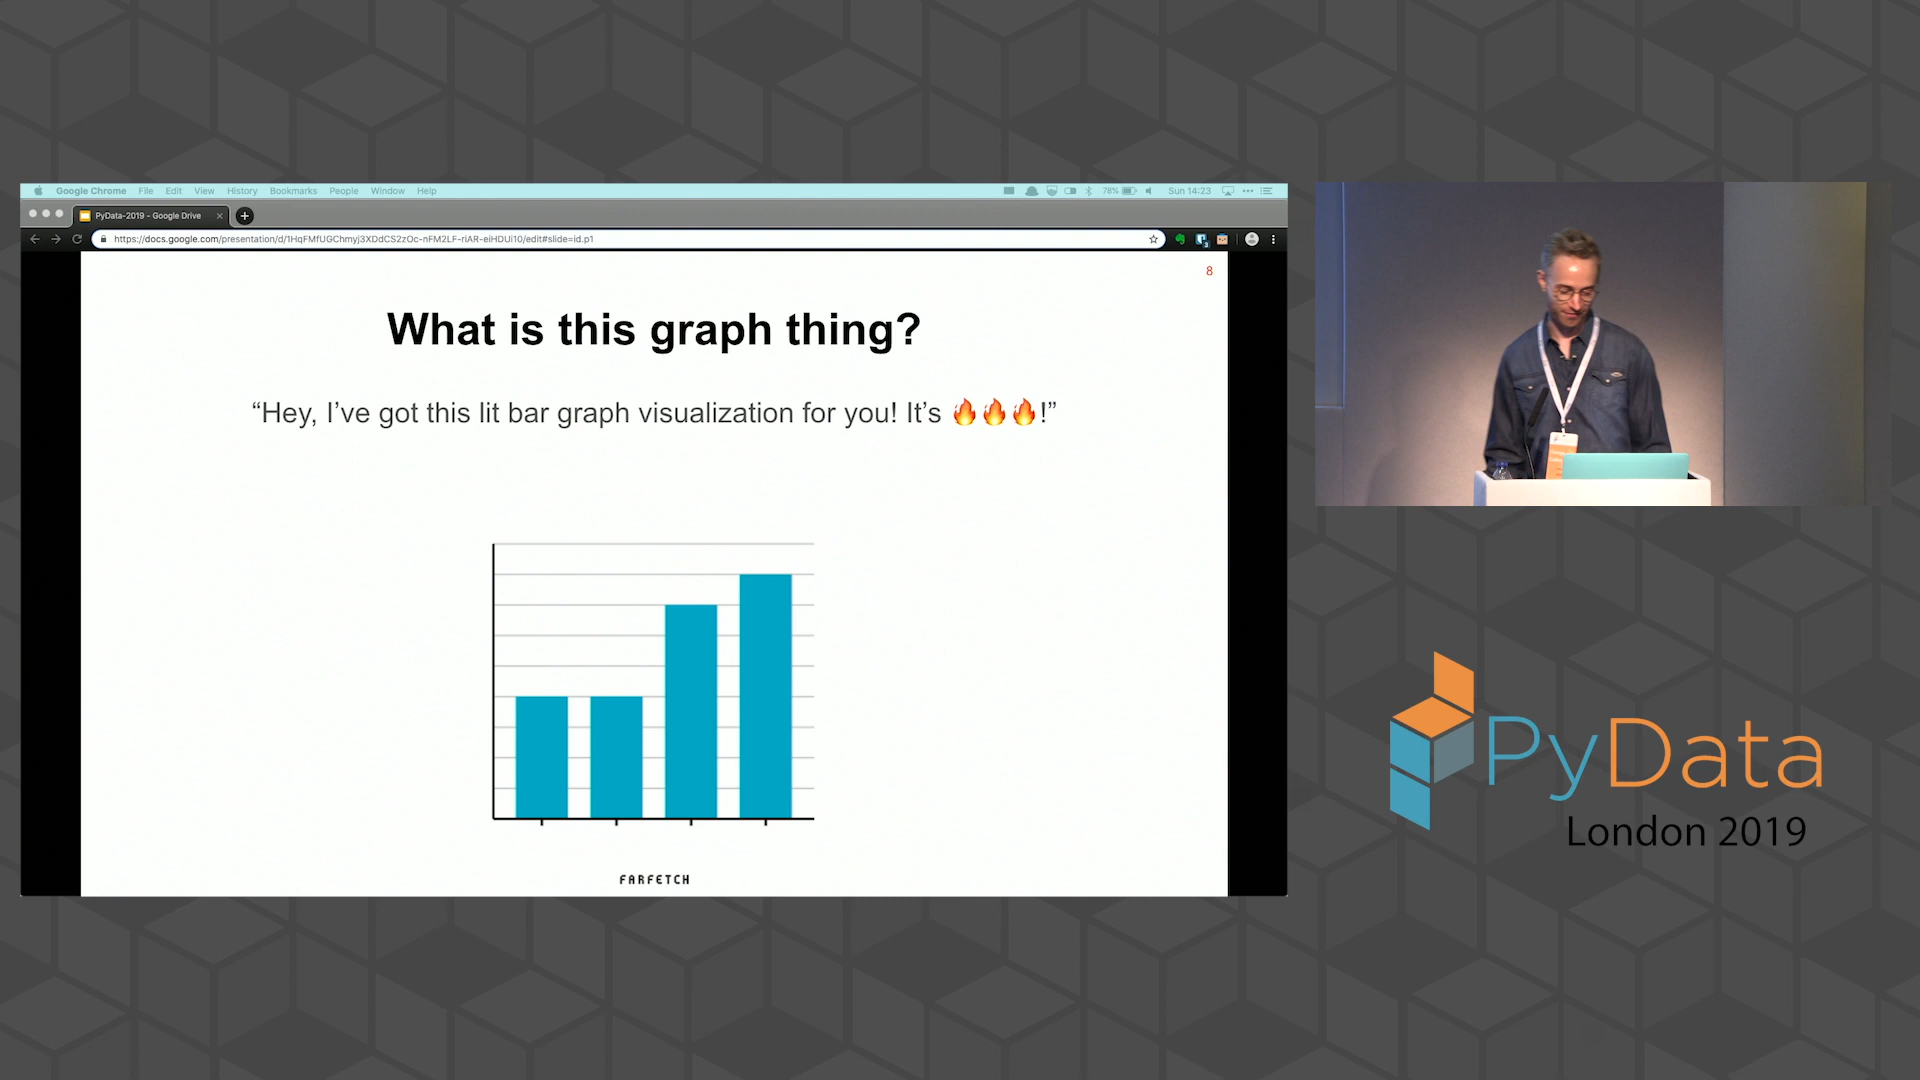 Google Chrome File Edit View History Bookmarks People Window Help
78% Sun 14:23
PyData-2019 - Google Drive
https://docs.google.com/presentation/d/1HqFMfUGChmyj3XDdCS2zOc-nFM2LF-riAR-eiHDUi10/edit#slide=id.p1
8
What is this graph thing?
“Hey, I’ve got this lit bar graph visualization for you! It’s 🔥🔥🔥!”
FARFETCH
PyData
London 2019